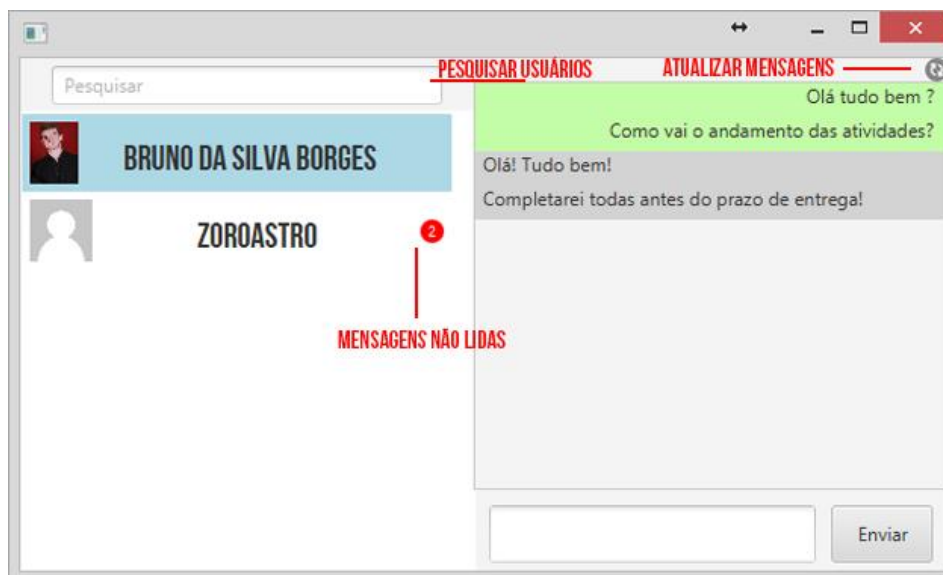 PESQUISAR USUÁRIOS
ATUALIZAR MENSAGENS
Pesquisar
Olá tudo bem ?
Como vai o andamento das atividades?
BRUNO DA SILVA BORGES
Olá! Tudo bem!
Completarei todas antes do prazo de entrega!
ZOROASTRO
2
MENSAGENS NÃO LIDAS
Enviar